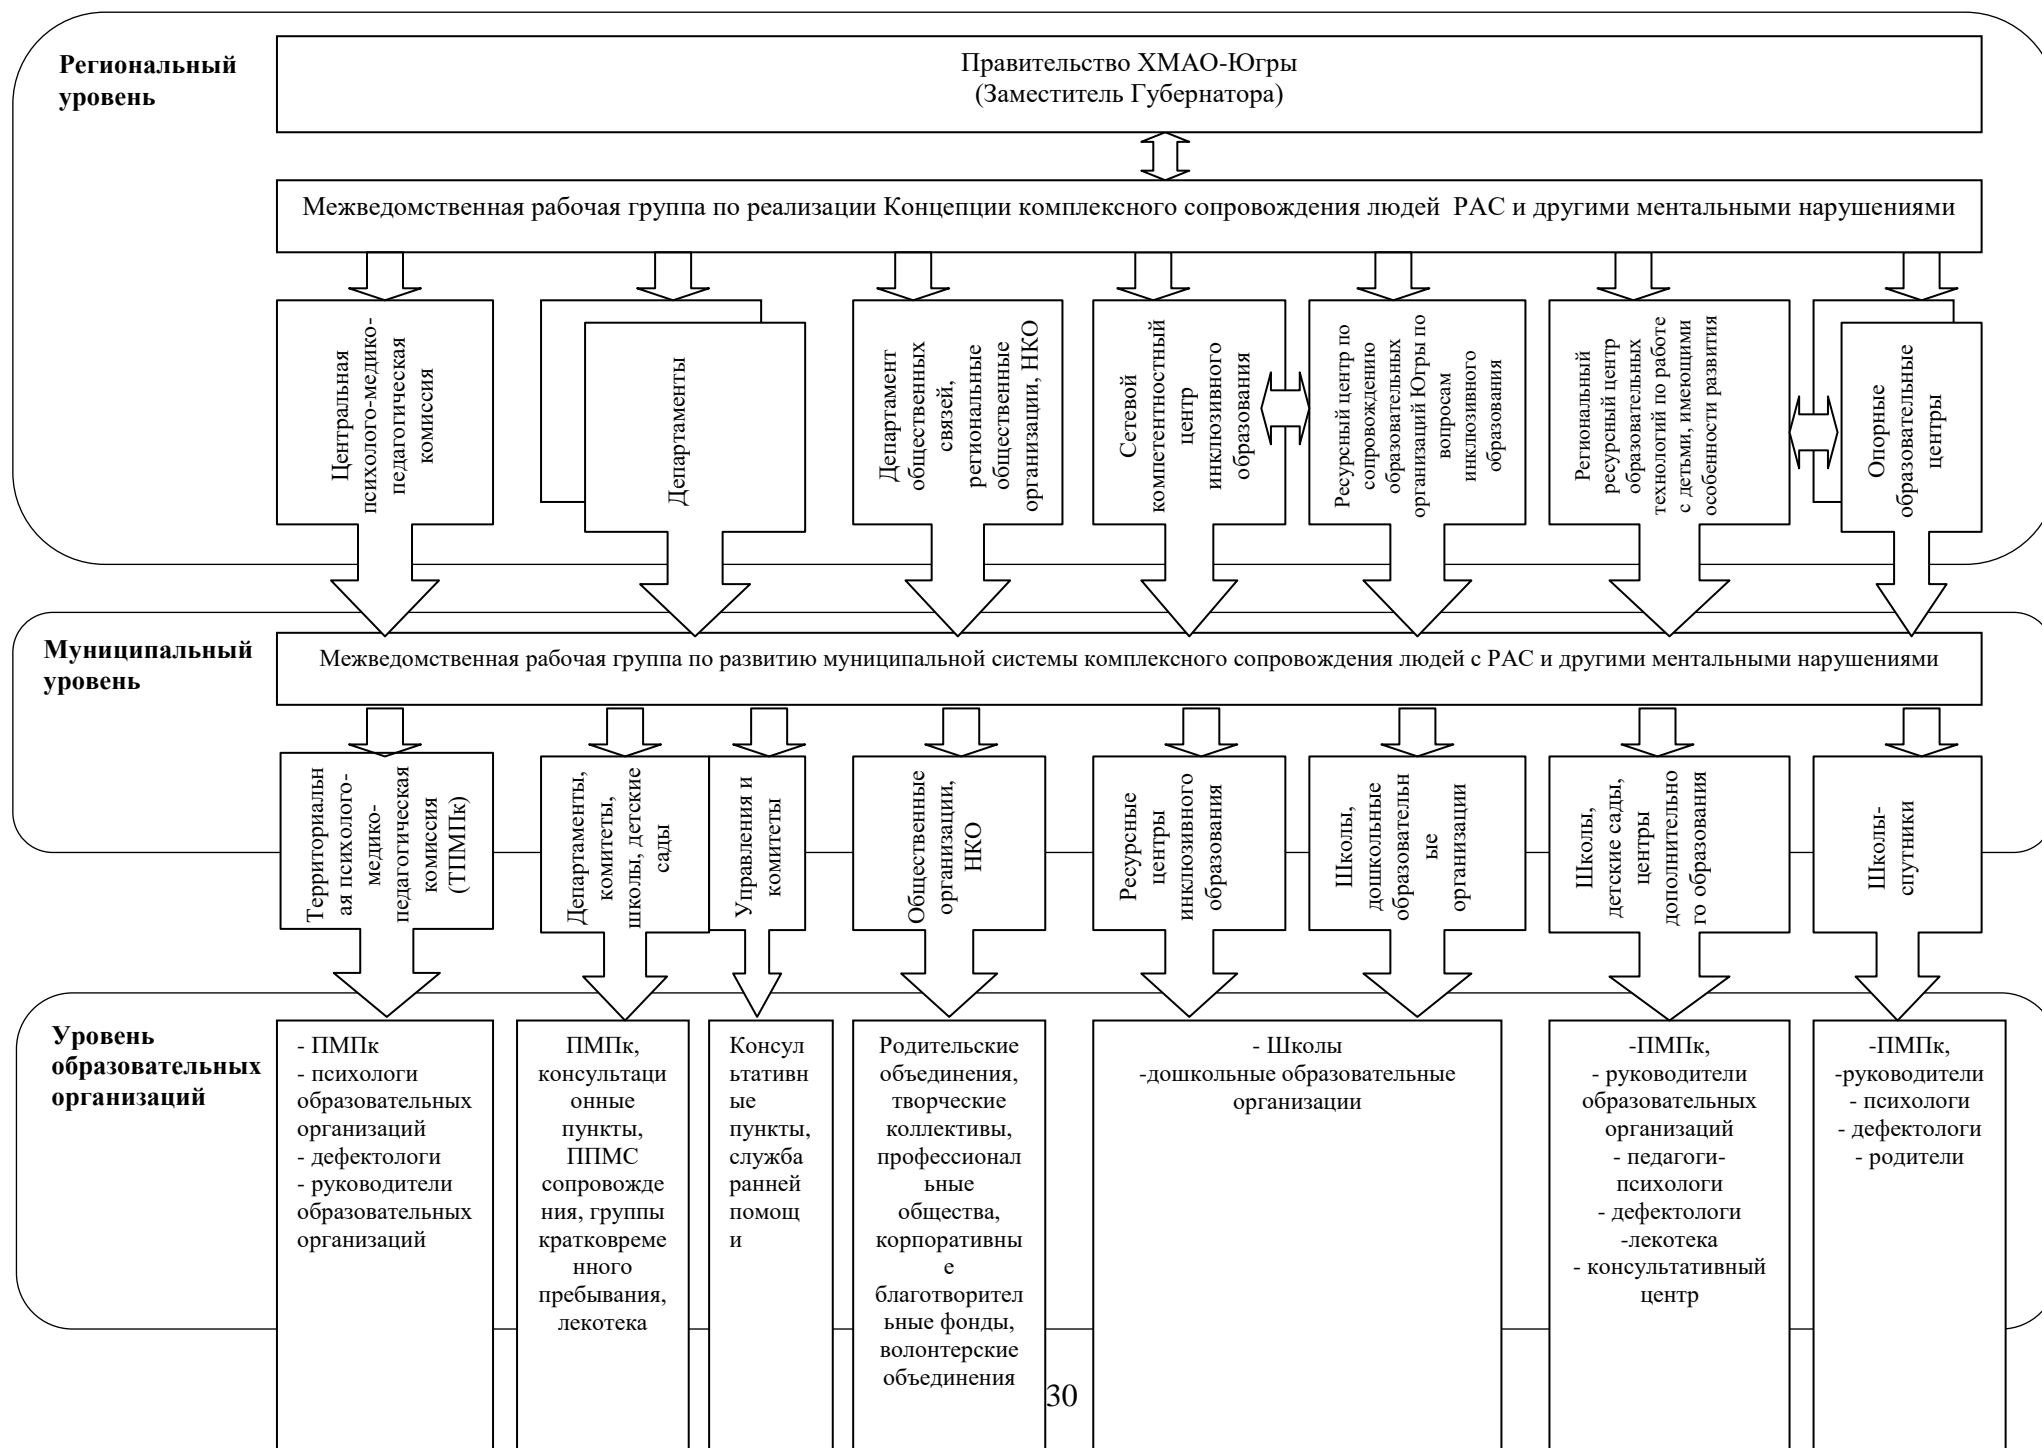 Региональный
уровень
Правительство ХМАО-Югры
(Заместитель Губернатора)
Межведомственная рабочая группа по реализации Концепции комплексного сопровождения людей РАС и другими ментальными нарушениями
Центральная
психолого-медико-
педагогическая
комиссия
Департаменты
Департамент
общественных
связей,
региональные
общественные
организации, НКО
Сетевой
компетентностный
центр
инклюзивного
образования
Ресурсный центр по
сопровождению
образовательных
организаций Югры по
вопросам
инклюзивного
образования
Региональный
ресурсный центр
образовательных
технологий по работе
с детьми, имеющими
особенности развития
Опорные
образовательные
центры
Муниципальный
уровень
Межведомственная рабочая группа по развитию муниципальной системы комплексного сопровождения людей с РАС и другими ментальными нарушениями
Территориальн
ая психолого-
медико-
педагогическая
комиссия
(ТПМПк)
Департаменты,
комитеты,
школы, детские
сады
Управления и
комитеты
Общественные
организации,
НКО
Ресурсные
центры
инклюзивного
образования
Школы,
дошкольные
образовательн
ые
организации
Школы,
детские сады,
центры
дополнительно
го образования
Школы-
спутники
Уровень
образовательных
организаций
- ПМПк
- психологи
образовательных
организаций
- дефектологи
- руководители
образовательных
организаций
ПМПк,
консультаци
онные
пункты,
ППМС
сопровожде
ния, группы
кратковреме
нного
пребывания,
лекотека
Консул
ьтативн
ые
пункты,
служба
ранней
помощ
и
Родительские
объединения,
творческие
коллективы,
профессионал
ьные
общества,
корпоративны
е
благотворител
ьные фонды,
волонтерские
объединения
- Школы
-дошкольные образовательные
организации
-ПМПк,
- руководители
образовательных
организаций
- педагоги-
психологи
- дефектологи
-лекотека
- консультативный
центр
-ПМПк,
-руководители
- психологи
- дефектологи
- родители
30